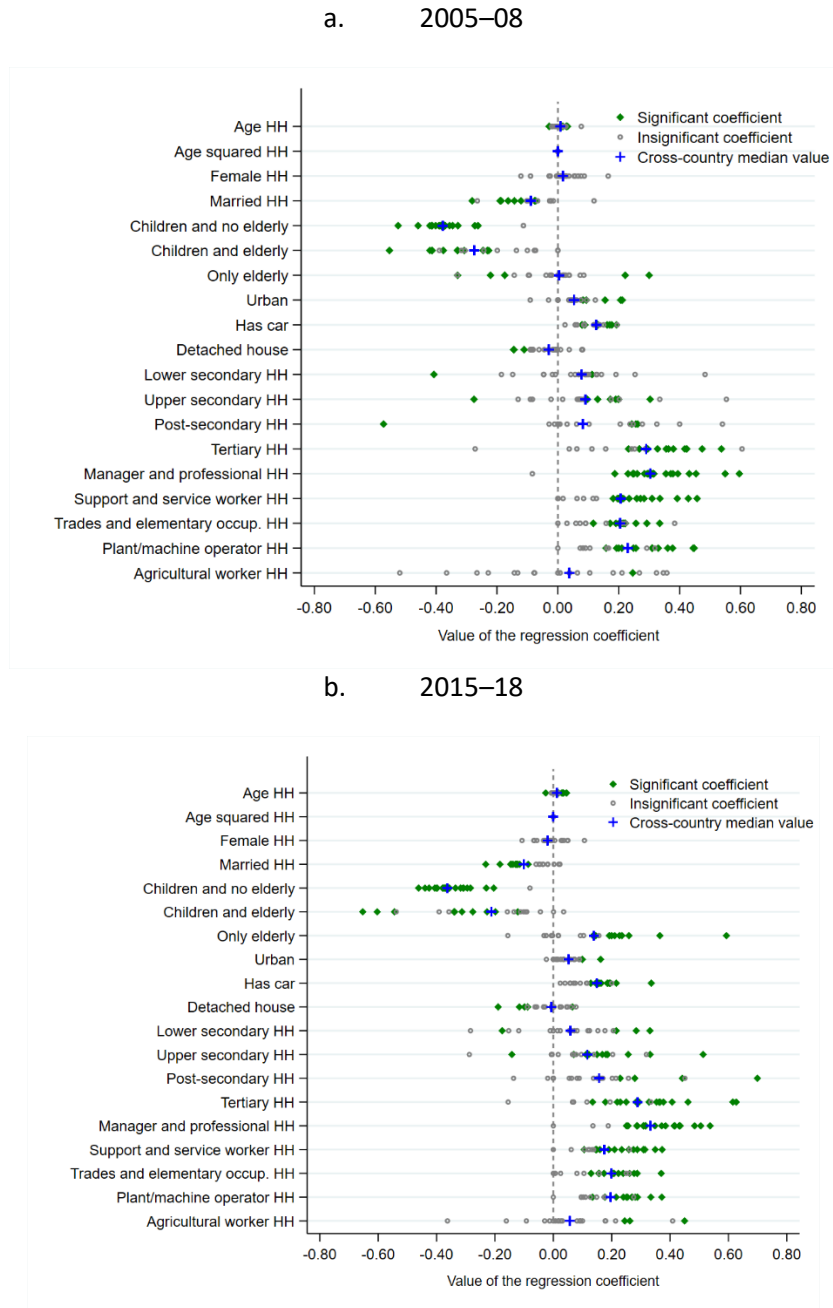 a. 2005–08
Age HH
Age squared HH
Female HH
Married HH
Children and no elderly
Children and elderly
Only elderly
Urban
Has car
Detached house
Lower secondary HH
Upper secondary HH
Post-secondary HH
Tertiary HH
Manager and professional HH
Support and service worker HH
Trades and elementary occup. HH
Plant/machine operator HH
Agricultural worker HH
Significant coefficient
Insignificant coefficient
Cross-country median value
-0.80 -0.60 -0.40 -0.20 0.00 0.20 0.40 0.60 0.80
Value of the regression coefficient
b. 2015–18
Age HH
Age squared HH
Female HH
Married HH
Children and no elderly
Children and elderly
Only elderly
Urban
Has car
Detached house
Lower secondary HH
Upper secondary HH
Post-secondary HH
Tertiary HH
Manager and professional HH
Support and service worker HH
Trades and elementary occup. HH
Plant/machine operator HH
Agricultural worker HH
Significant coefficient
Insignificant coefficient
Cross-country median value
-0.80 -0.60 -0.40 -0.20 0.00 0.20 0.40 0.60 0.80
Value of the regression coefficient